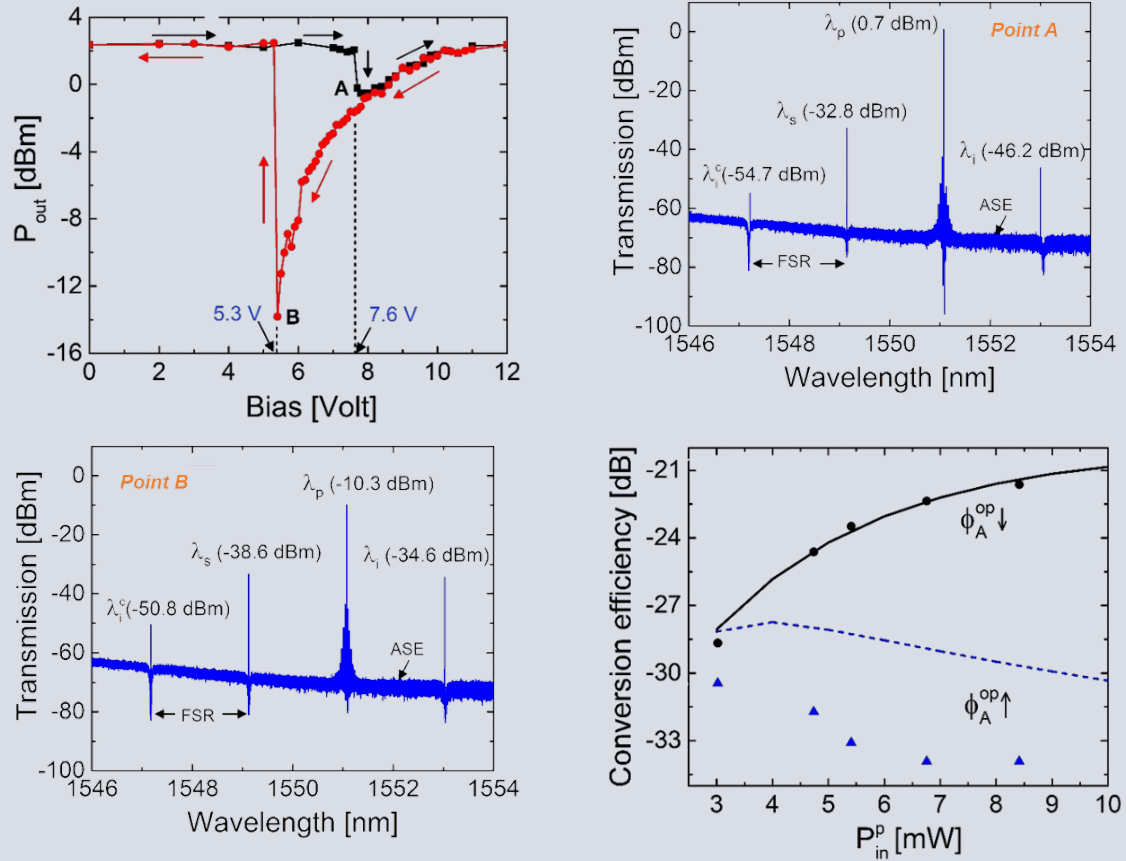 4
0
-4
-8
-12
-16
P_out [dBm]
A
B
5.3 V
7.6 V
0 2 4 6 8 10 12
Bias [Volt]
Point A
λ_p (0.7 dBm)
λ_s (-32.8 dBm)
λ_i (-46.2 dBm)
λ_i^c(-54.7 dBm)
ASE
FSR
0
-20
-40
-60
-80
-100
Transmission [dBm]
1546 1548 1550 1552 1554
Wavelength [nm]
Point B
λ_p (-10.3 dBm)
λ_s (-38.6 dBm)
λ_i (-34.6 dBm)
λ_i^c(-50.8 dBm)
ASE
FSR
0
-20
-40
-60
-80
-100
Transmission [dBm]
1546 1548 1550 1552 1554
Wavelength [nm]
-21
-24
-27
-30
-33
Conversion efficiency [dB]
ϕ_A^op↓
ϕ_A^op↑
3 4 5 6 7 8 9 10
P_in^p [mW]